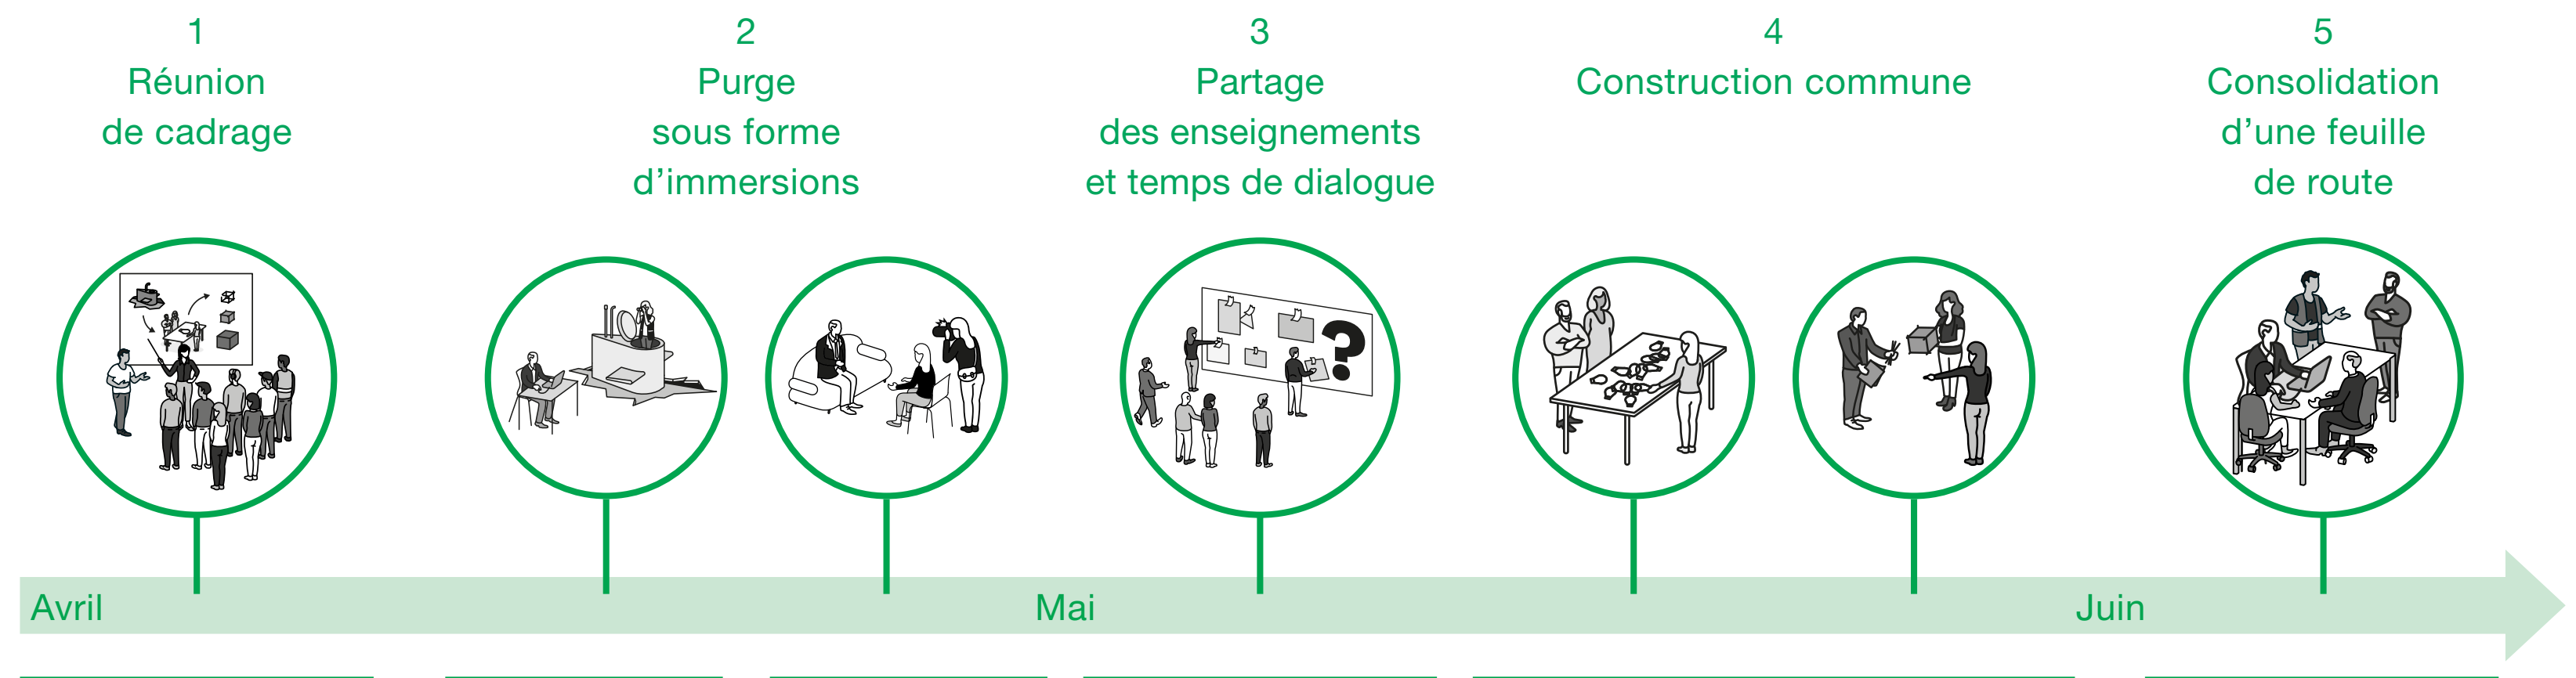 1
Réunion
de cadrage
2
Purge
sous forme
d’immersions
3
Partage
des enseignements
et temps de dialogue
4
Construction commune
5
Consolidation
d’une feuille
de route
?
Avril
Mai
Juin